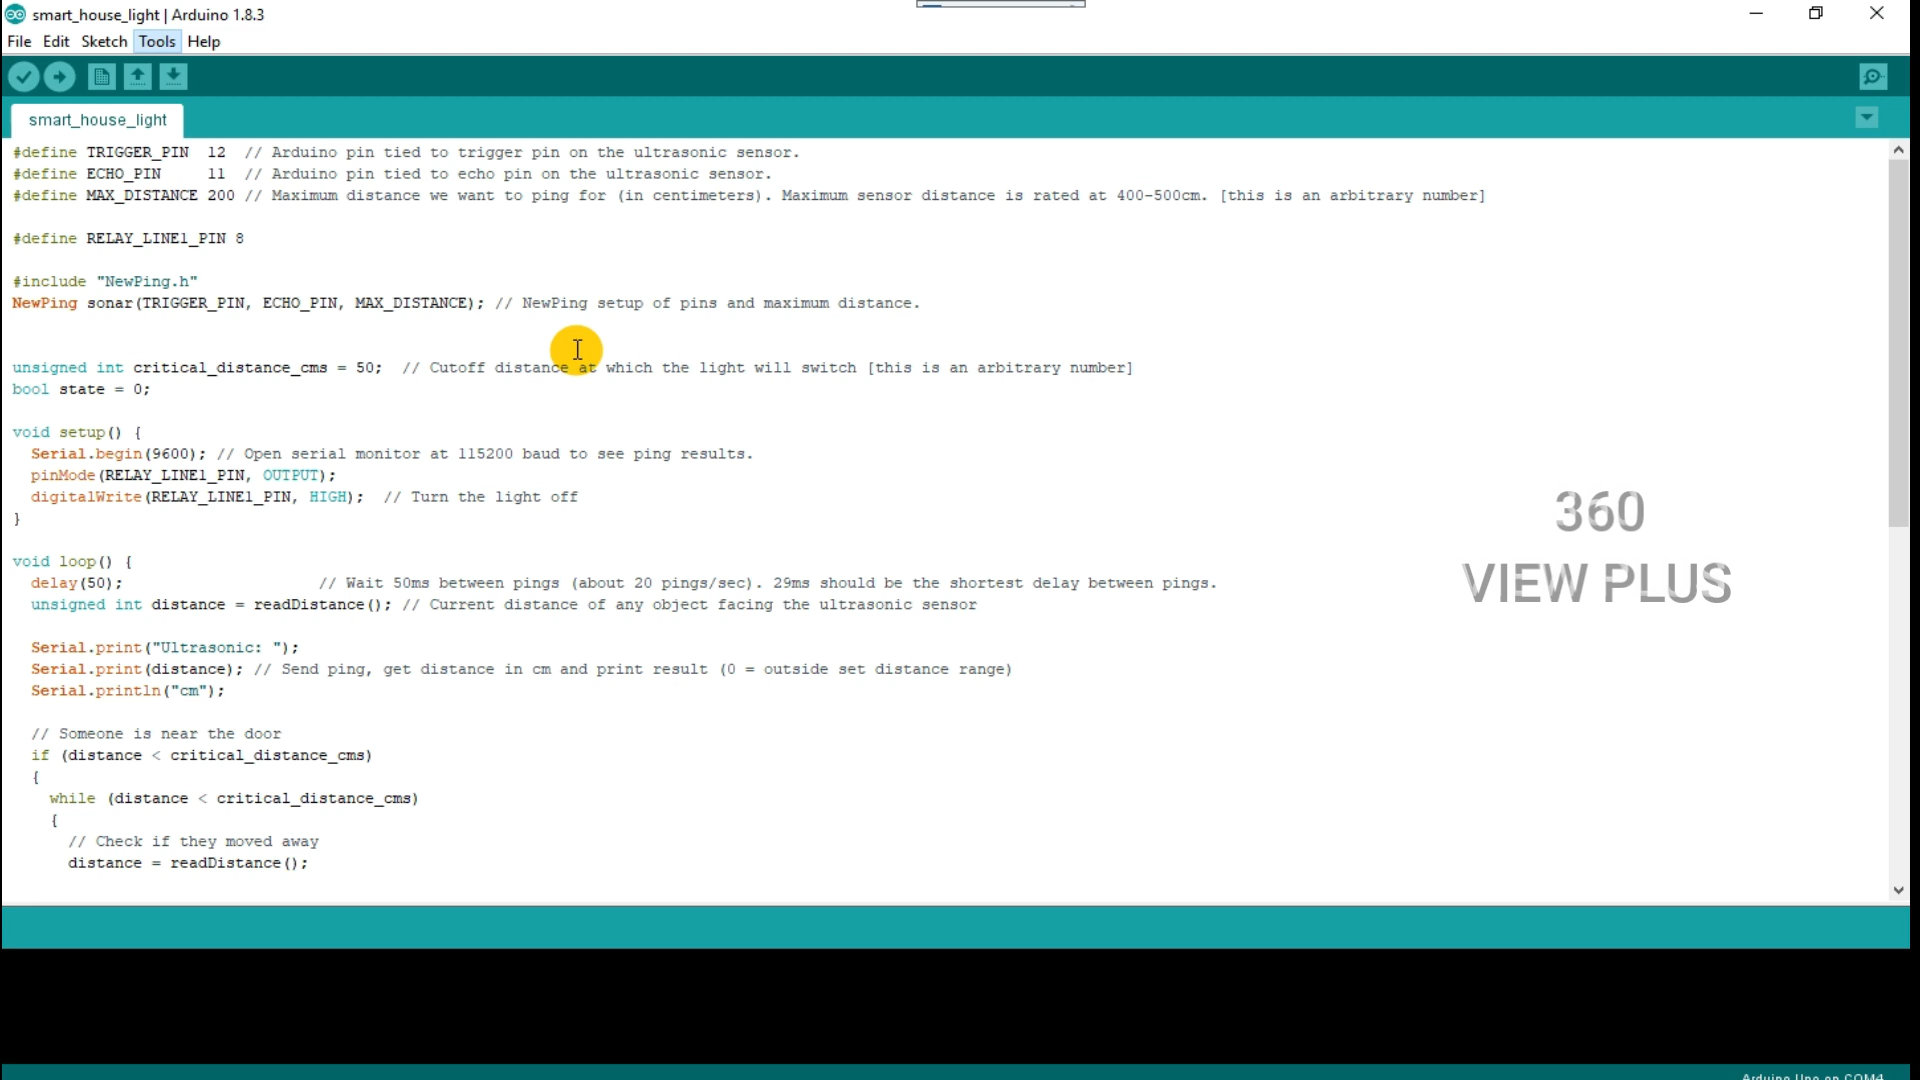 smart_house_light | Arduino 1.8.3
File Edit Sketch Tools Help
smart_house_light
#define TRIGGER_PIN  12  // Arduino pin tied to trigger pin on the ultrasonic sensor.
#define ECHO_PIN     11  // Arduino pin tied to echo pin on the ultrasonic sensor.
#define MAX_DISTANCE 200 // Maximum distance we want to ping for (in centimeters). Maximum sensor distance is rated at 400-500cm. [this is an arbitrary number]
#define RELAY_LINE1_PIN 8
#include "NewPing.h"
NewPing sonar(TRIGGER_PIN, ECHO_PIN, MAX_DISTANCE); // NewPing setup of pins and maximum distance.
unsigned int critical_distance_cms = 50;  // Cutoff distance at which the light will switch [this is an arbitrary number]
bool state = 0;
void setup() {
  Serial.begin(9600); // Open serial monitor at 115200 baud to see ping results.
  pinMode(RELAY_LINE1_PIN, OUTPUT);
  digitalWrite(RELAY_LINE1_PIN, HIGH);  // Turn the light off
}
void loop() {
  delay(50);                     // Wait 50ms between pings (about 20 pings/sec). 29ms should be the shortest delay between pings.
  unsigned int distance = readDistance(); // Current distance of any object facing the ultrasonic sensor
  Serial.print("Ultrasonic: ");
  Serial.print(distance); // Send ping, get distance in cm and print result (0 = outside set distance range)
  Serial.println("cm");
  // Someone is near the door
  if (distance < critical_distance_cms)
  {
    while (distance < critical_distance_cms)
    {
      // Check if they moved away
      distance = readDistance();
360
VIEW PLUS
Arduino Uno on COM4